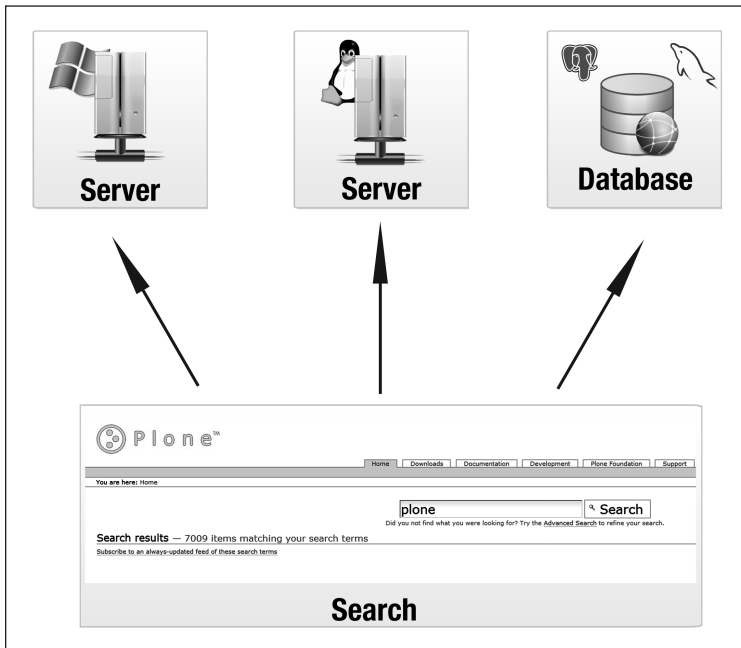 Server
Server
Database
Plone™
Home Downloads Documentation Development Plone Foundation Support
You are here: Home
plone
Search
Did you not find what you were looking for? Try the Advanced Search to refine your search.
Search results — 7009 items matching your search terms
Subscribe to an always-updated feed of these search terms
Search